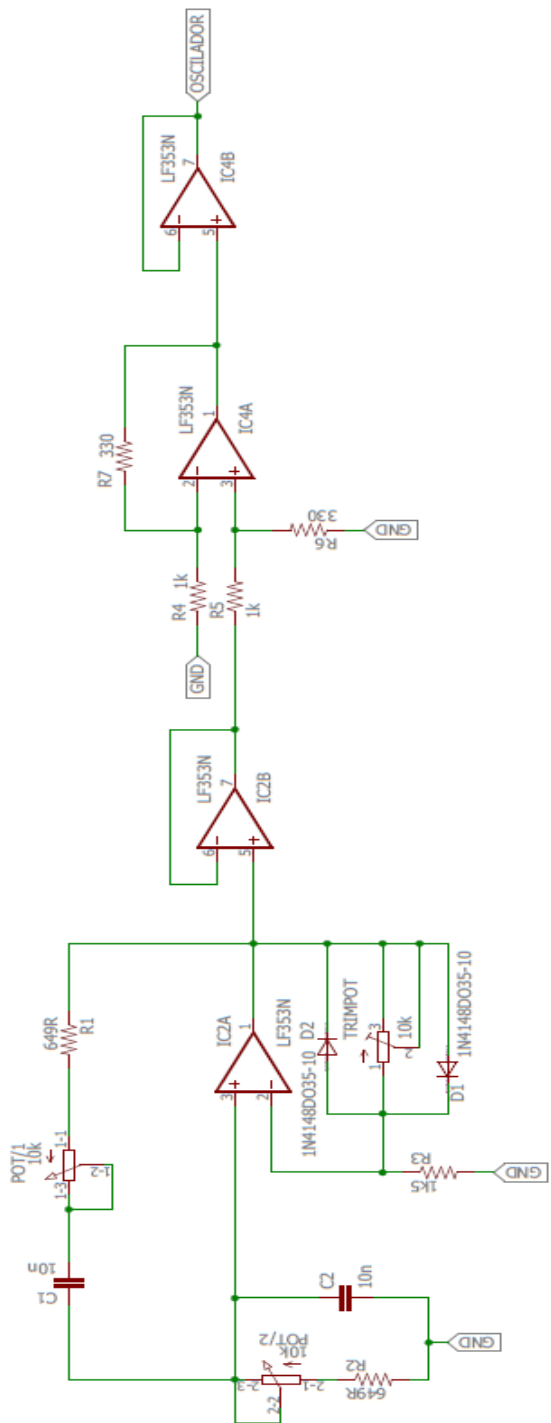 C1
10n
POT/1
10k
1-3
1-1
1-2
649R
R1
2-3
2-2
2-1
POT/2
10k
R2
649R
C2
10n
GND
IC2A
LF353N
3
2
1
+
-
1N4148DO35-10
D2
TRIMPOT
1
3
2
10k
1N4148DO35-10
D1
R3
1k5
GND
LF353N
IC2B
6
5
7
-
+
GND
R4
1k
R5
1k
R7
330
LF353N
IC4A
2
3
1
-
+
R6
330
GND
LF353N
IC4B
6
5
7
-
+
OSCILADOR